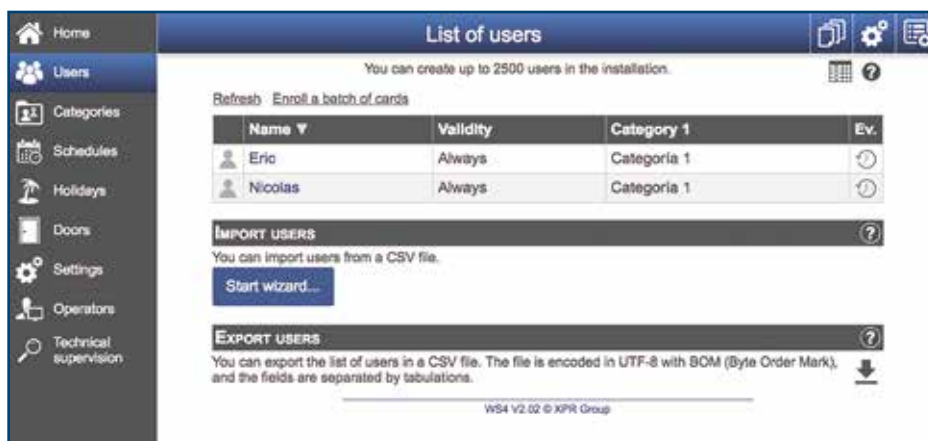 Home
List of users
Users
You can create up to 2500 users in the installation.
Categories
Refresh Enroll a batch of cards
Schedules
Name ▼ Validity Category 1 Ev.
Eric Always Categoria 1
Holidays
Nicolas Always Categoria 1
Doors
IMPORT USERS
You can import users from a CSV file.
Settings
Start wizard...
Operators
Technical
supervision
EXPORT USERS
You can export the list of users in a CSV file. The file is encoded in UTF-8 with BOM (Byte Order Mark),
and the fields are separated by tabulations.
WS4 V2.02 © XPR Group